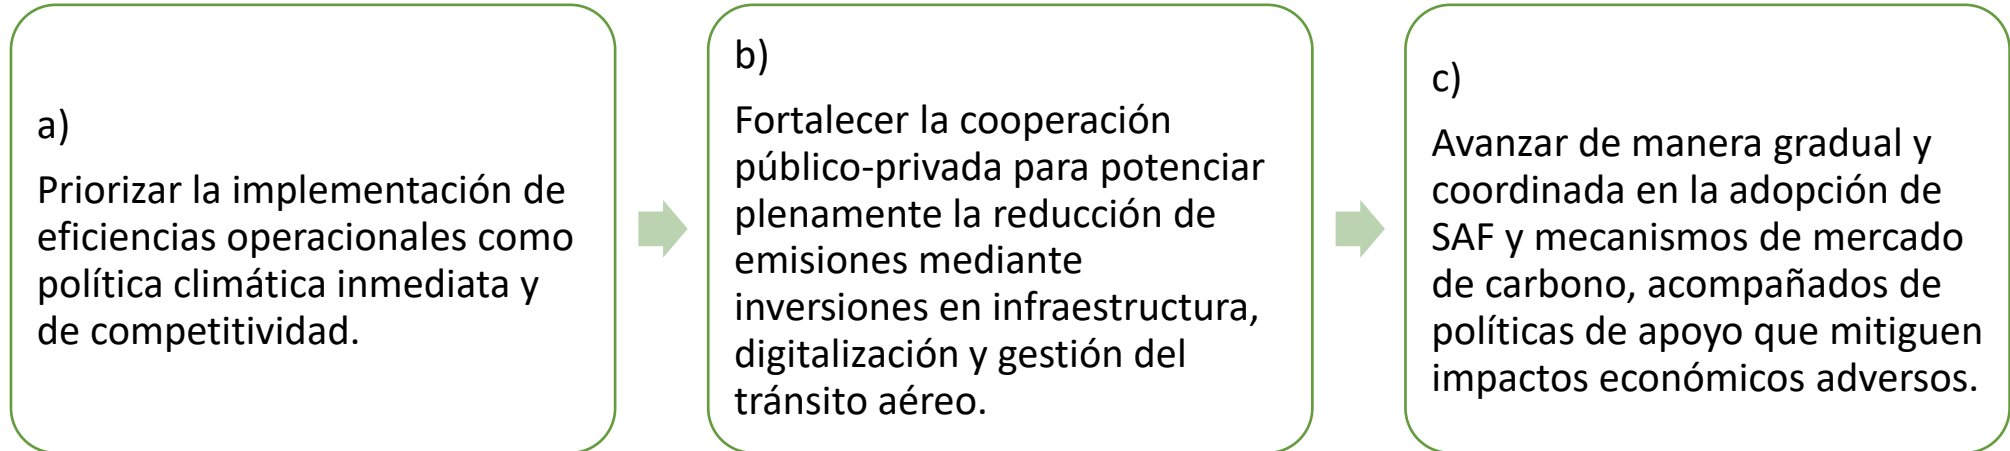 a)
Priorizar la implementación de
eficiencias operacionales como
política climática inmediata y
de competitividad.
b)
Fortalecer la cooperación
público-privada para potenciar
plenamente la reducción de
emisiones mediante
inversiones en infraestructura,
digitalización y gestión del
tránsito aéreo.
c)
Avanzar de manera gradual y
coordinada en la adopción de
SAF y mecanismos de mercado
de carbono, acompañados de
políticas de apoyo que mitiguen
impactos económicos adversos.